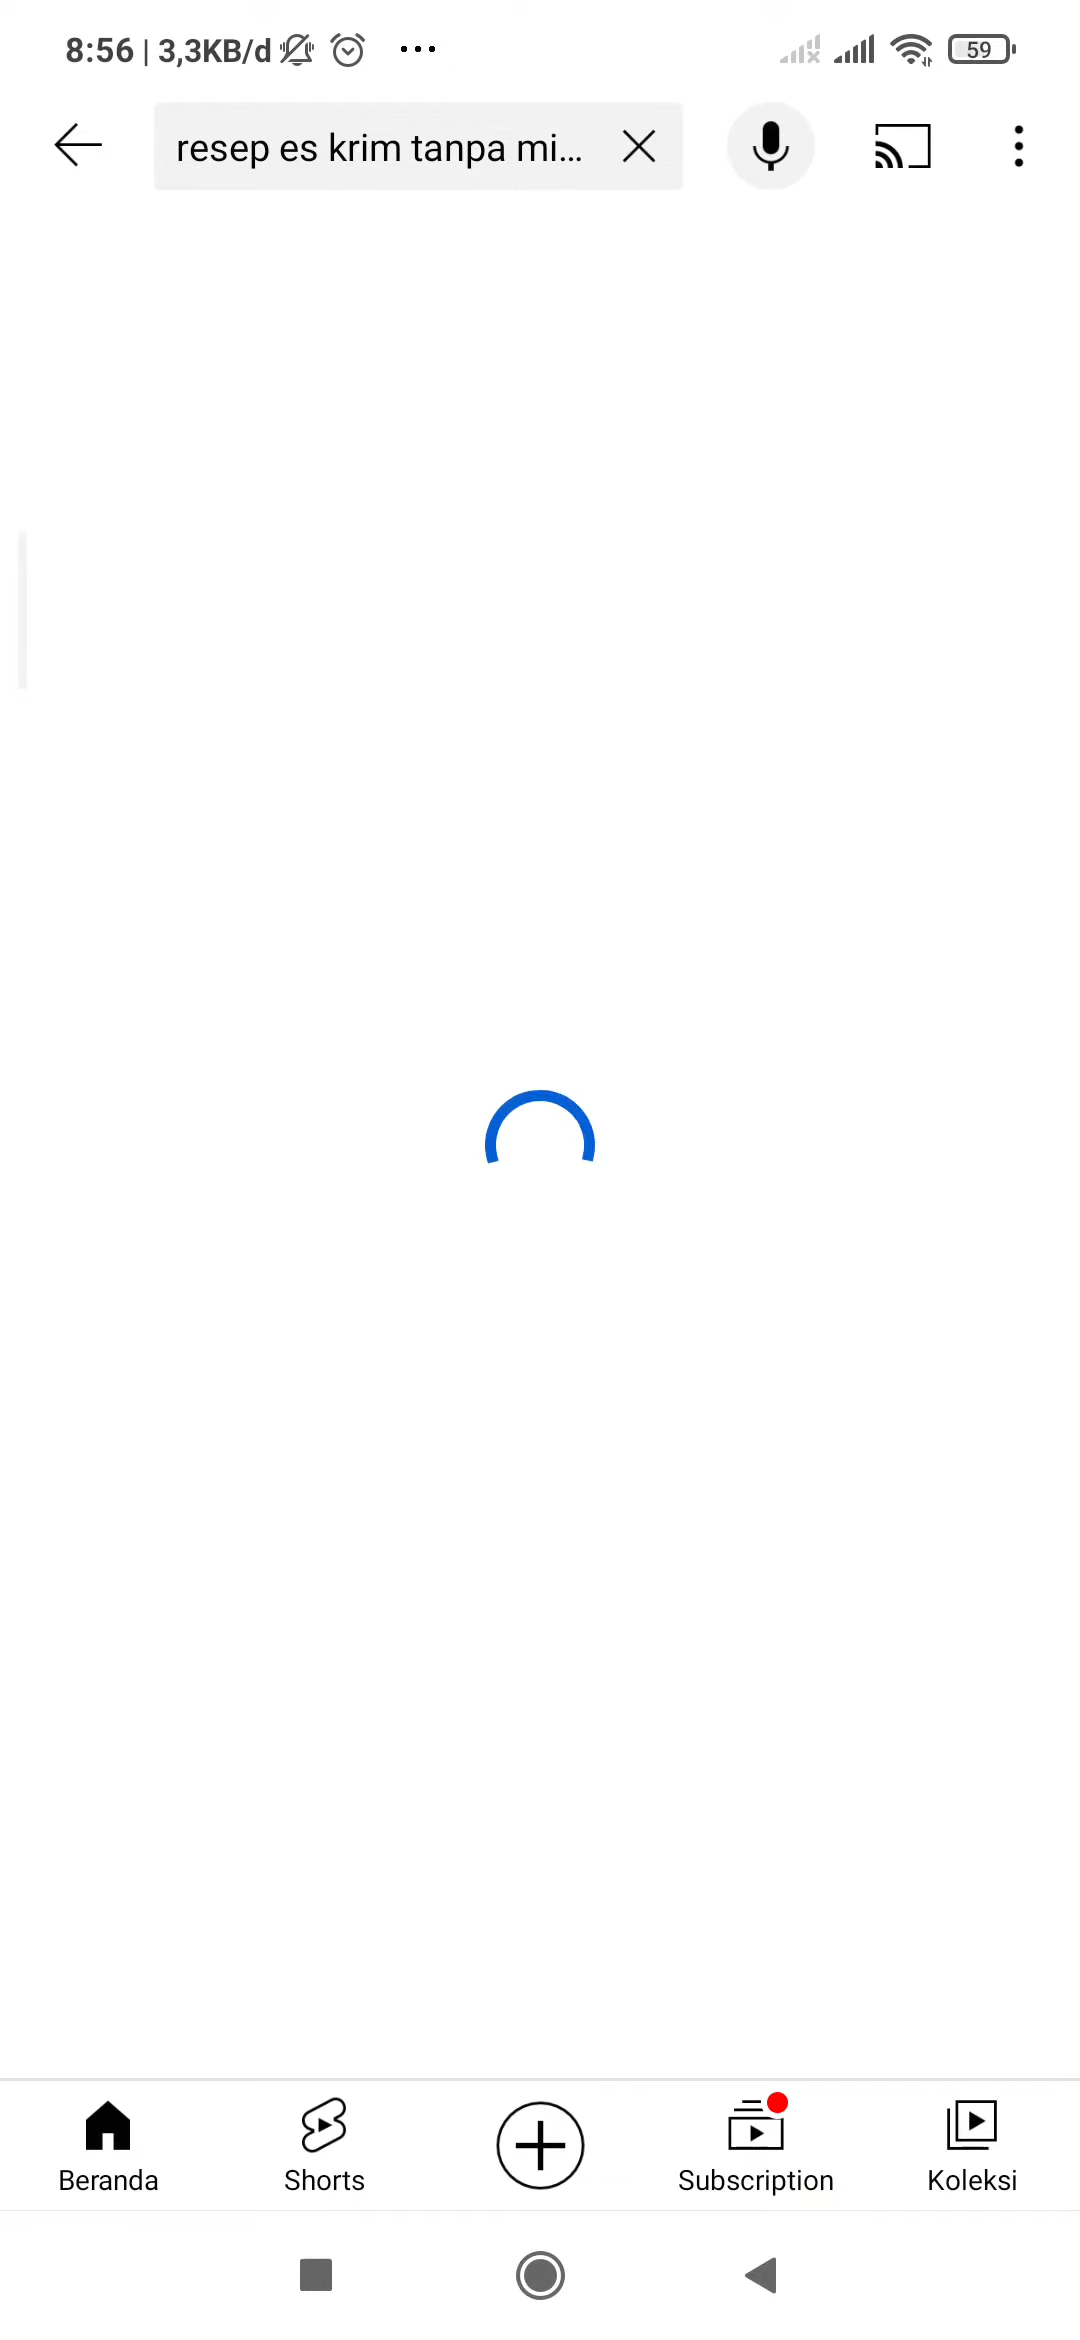 8:56 | 3,3KB/d ... 59
resep es krim tanpa mi...
Beranda
Shorts
Subscription
Koleksi